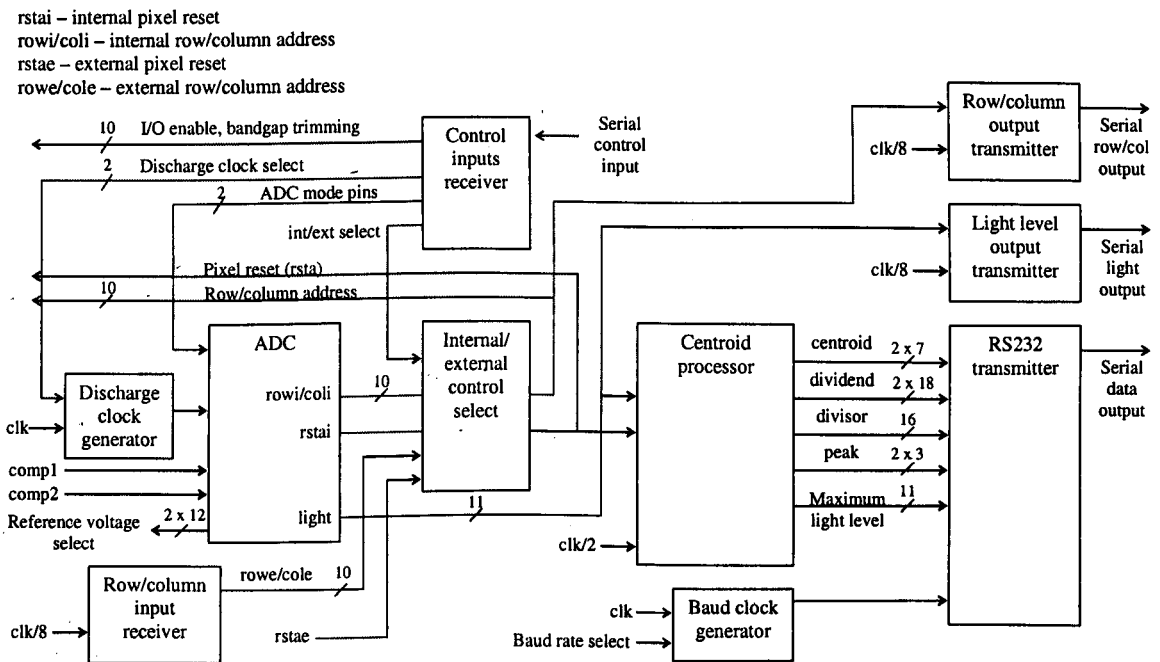 rstai – internal pixel reset
rowi/coli – internal row/column address
rstae – external pixel reset
rowe/cole – external row/column address
10 I/O enable, bandgap trimming
2 Discharge clock select
2 ADC mode pins
int/ext select
Control
inputs
receiver
Serial
control
input
Pixel reset (rsta)
10 Row/column address
clk/8
Row/column
output
transmitter
Serial
row/col
output
clk/8
Light level
output
transmitter
Serial
light
output
Discharge
clock
generator
clk
comp1
comp2
Reference voltage
select
2 x 12
ADC
rowi/coli
rstai
light
10
11
Internal/
external
control
select
Centroid
processor
clk/2
centroid 2 x 7
dividend 2 x 18
divisor 16
peak 2 x 3
Maximum
light level
11
RS232
transmitter
Serial
data
output
Row/column
input
receiver
clk/8
rowe/cole 10
rstae
clk
Baud rate select
Baud clock
generator